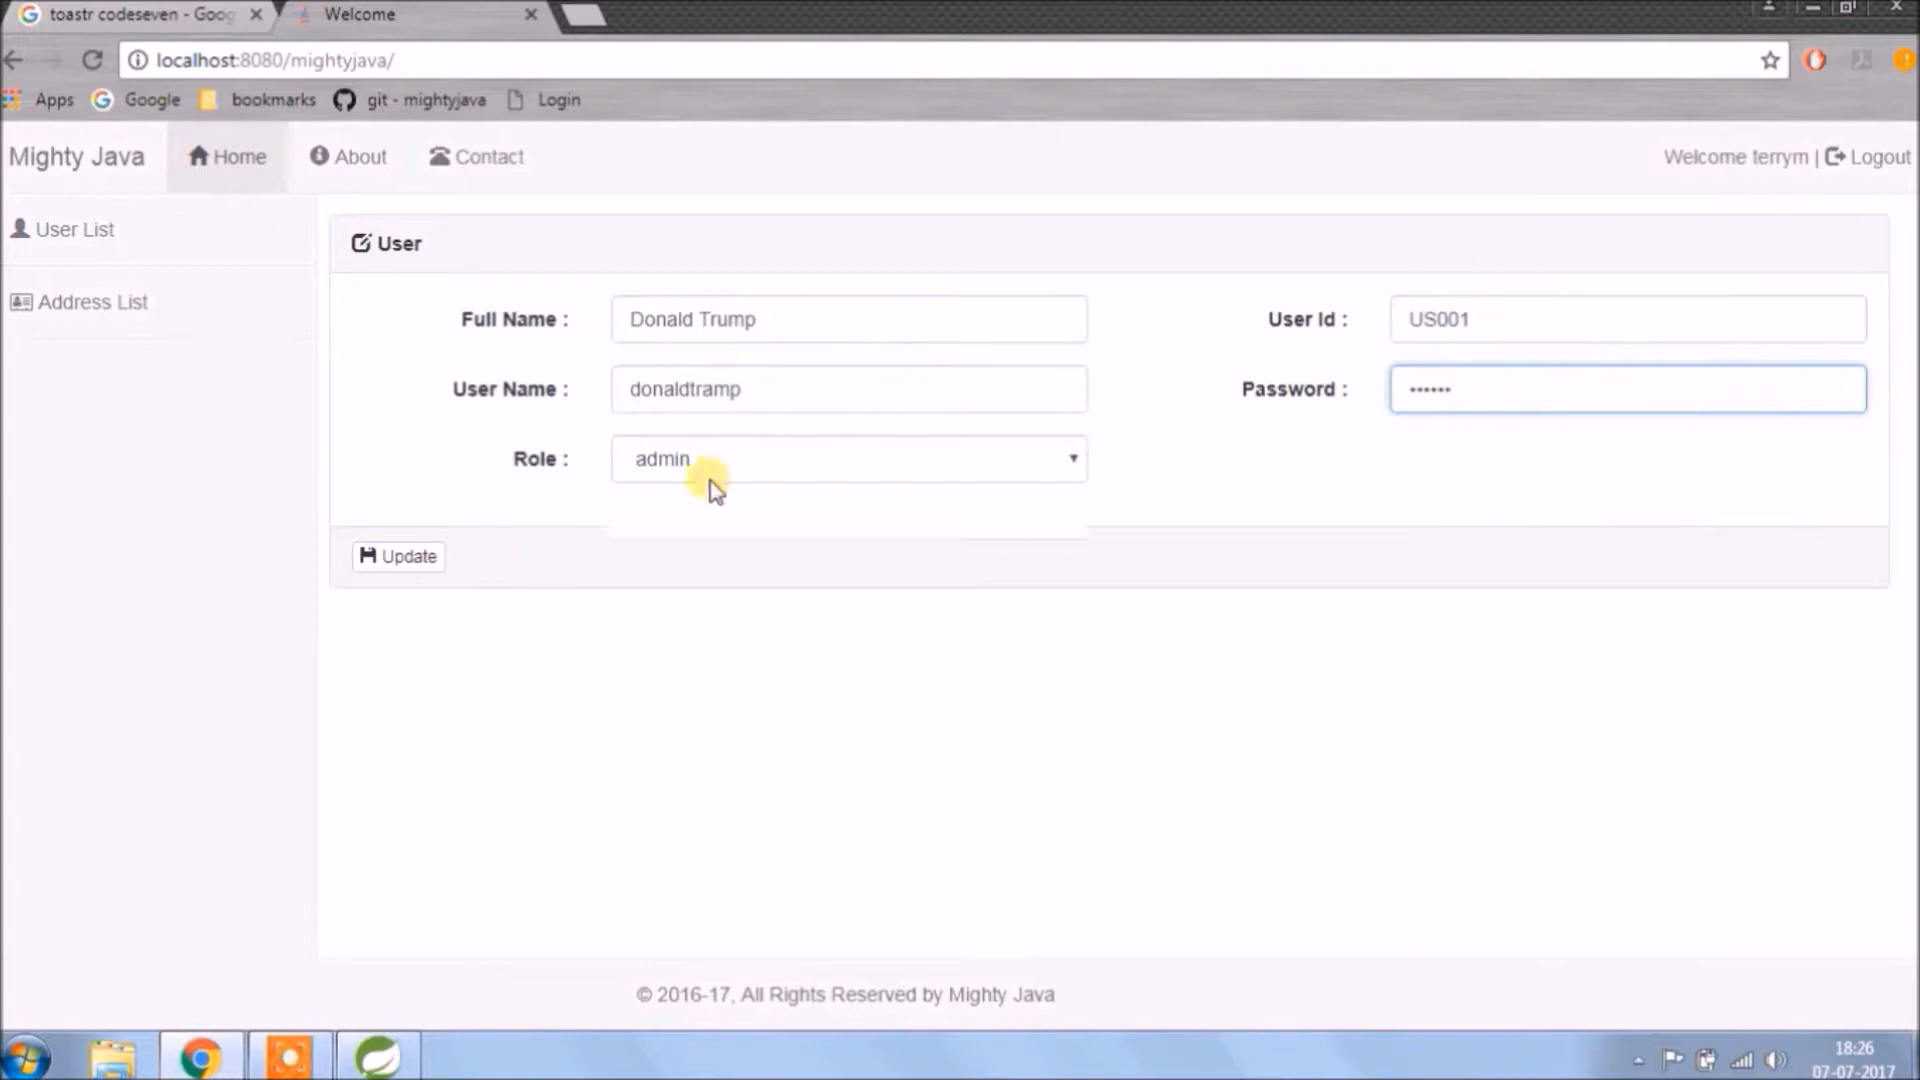 toastr codeseven - Goog
Welcome
localhost:8080/mightyjava/
Apps Google bookmarks git - mightyjava Login
Mighty Java Home About Contact Welcome terrym | Logout
User List
Address List
User
Full Name : Donald Trump User Id : US001
User Name : donaldtramp Password : ••••••
Role : admin
Update
© 2016-17, All Rights Reserved by Mighty Java
18:26
07-07-2017